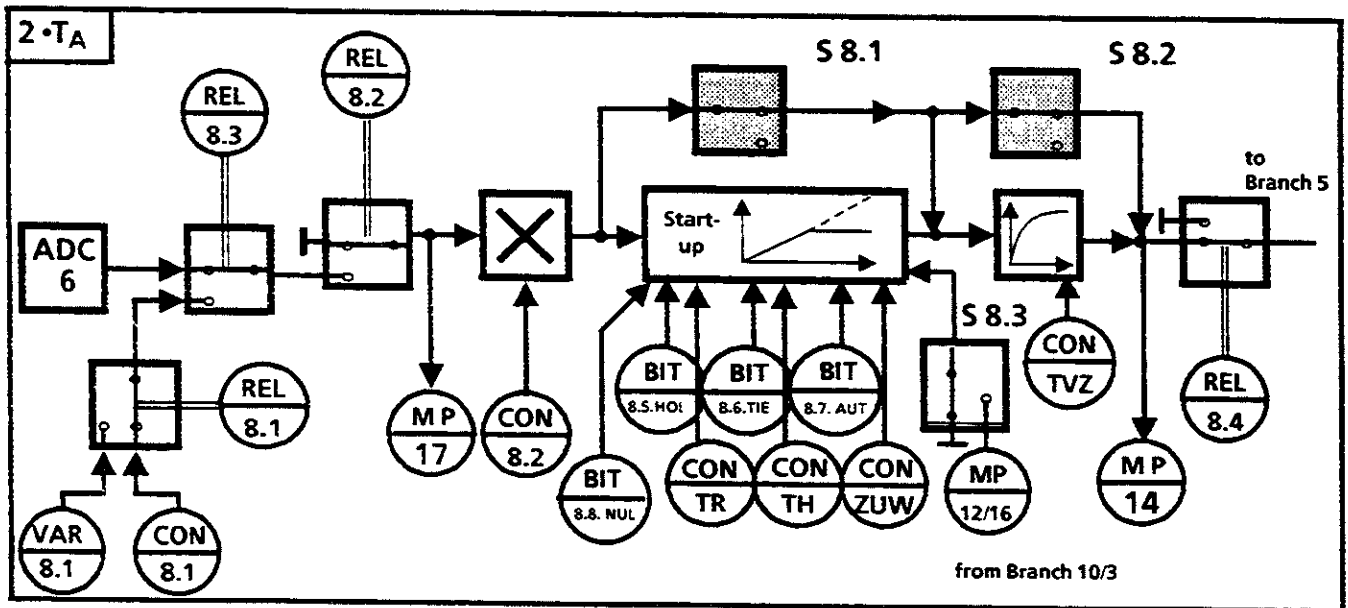 2•TA
S 8.1
S 8.2
REL
8.2
REL
8.3
to
Branch 5
ADC
6
Start-
up
S 8.3
REL
8.1
MP
17
CON
8.2
BIT
8.5.HOL
BIT
8.6.TIE
BIT
8.7. AUT
CON
TVZ
REL
8.4
BIT
8.8. NUL
CON
TR
CON
TH
CON
ZUW
MP
12/16
MP
14
VAR
8.1
CON
8.1
from Branch 10/3